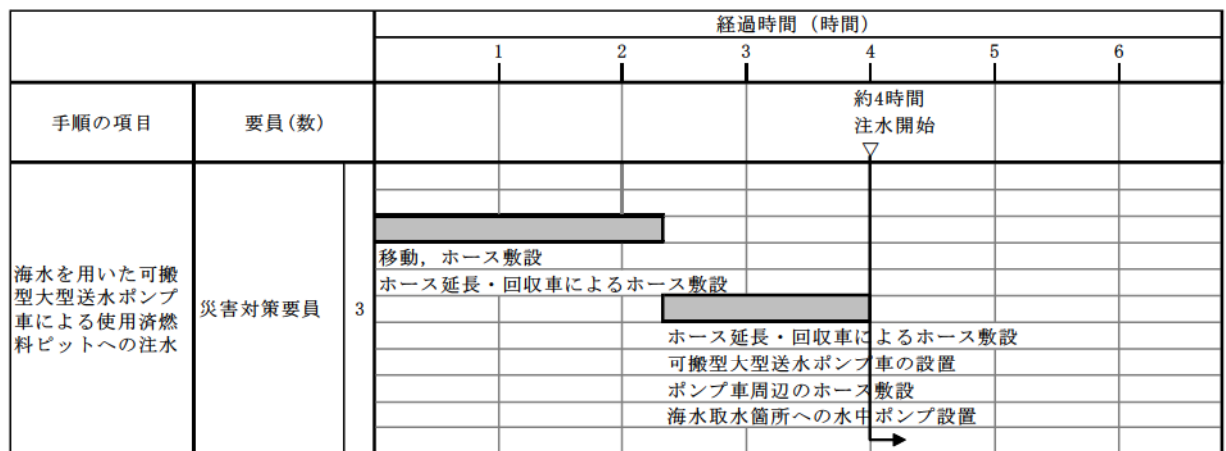 経過時間（時間）
1 2 3 4 5 6
手順の項目 要員(数)
約4時間
注水開始
▽
海水を用いた可搬
型大型送水ポンプ
車による使用済燃
料ピットへの注水
災害対策要員 3
移動，ホース敷設
ホース延長・回収車によるホース敷設
ホース延長・回収車によるホース敷設
可搬型大型送水ポンプ車の設置
ポンプ車周辺のホース敷設
海水取水箇所への水中ポンプ設置